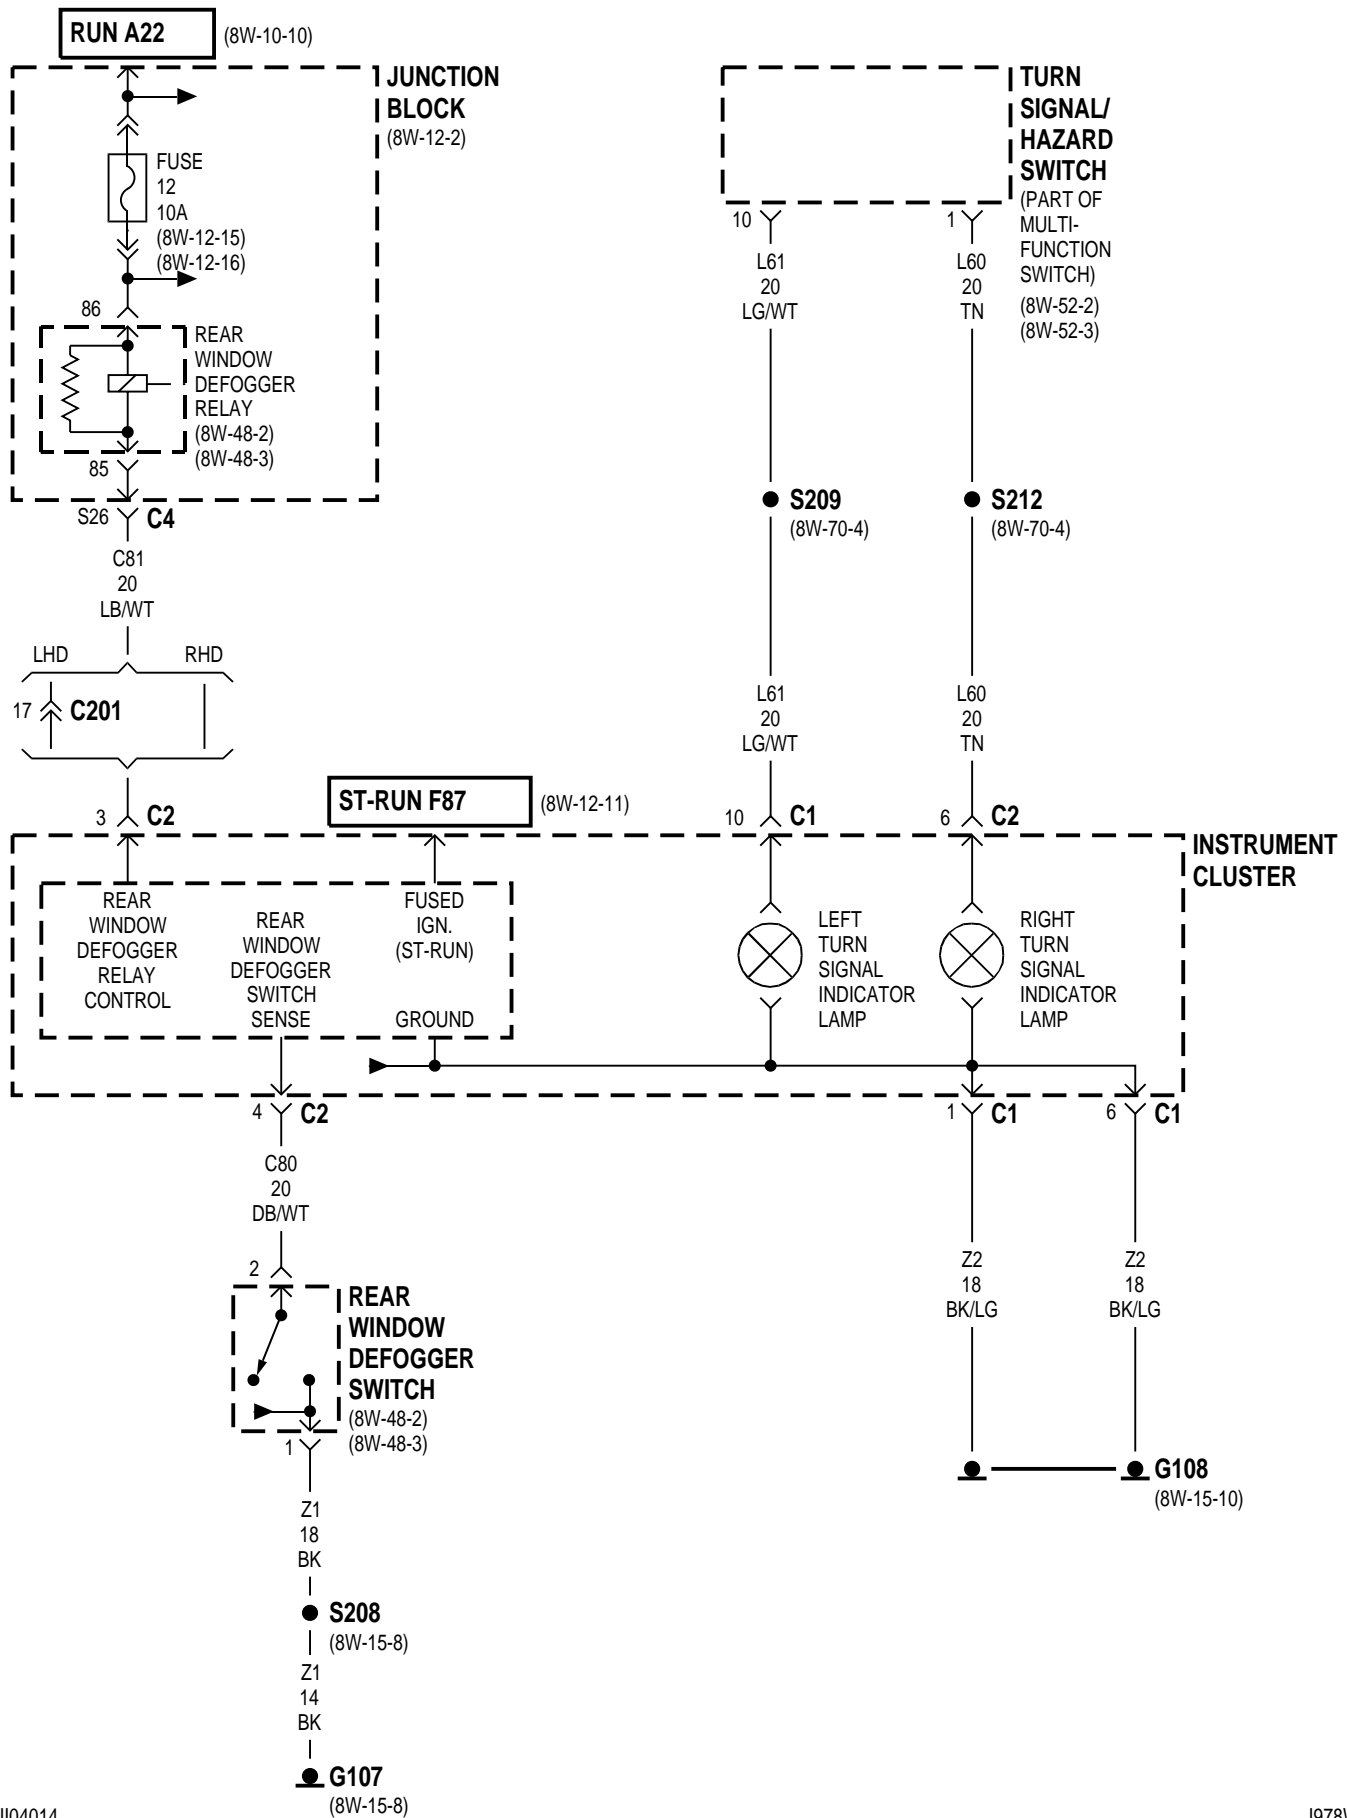 RUN A22
(8W-10-10)
JUNCTION
BLOCK
(8W-12-2)
FUSE
12
10A
(8W-12-15)
(8W-12-16)
86
REAR
WINDOW
DEFOGGER
RELAY
(8W-48-2)
(8W-48-3)
85
S26
C4
C81
20
LB/WT
LHD
RHD
17
C201
3
C2
TURN
SIGNAL/
HAZARD
SWITCH
(PART OF
MULTI-
FUNCTION
SWITCH)
(8W-52-2)
(8W-52-3)
10
1
L61
20
LG/WT
L60
20
TN
S209
(8W-70-4)
S212
(8W-70-4)
L61
20
LG/WT
L60
20
TN
ST-RUN F87
(8W-12-11)
10
C1
6
C2
INSTRUMENT
CLUSTER
REAR
WINDOW
DEFOGGER
RELAY
CONTROL
REAR
WINDOW
DEFOGGER
SWITCH
SENSE
FUSED
IGN.
(ST-RUN)
GROUND
LEFT
TURN
SIGNAL
INDICATOR
LAMP
RIGHT
TURN
SIGNAL
INDICATOR
LAMP
4
C2
1
C1
6
C1
C80
20
DB/WT
2
REAR
WINDOW
DEFOGGER
SWITCH
(8W-48-2)
(8W-48-3)
1
Z1
18
BK
S208
(8W-15-8)
Z1
14
BK
G107
(8W-15-8)
Z2
18
BK/LG
Z2
18
BK/LG
G108
(8W-15-10)